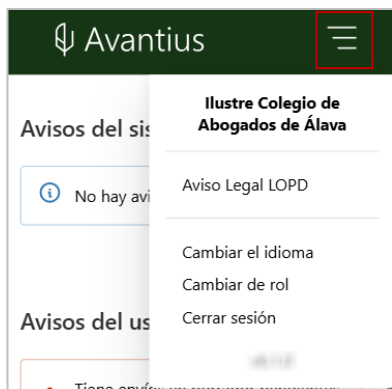 Avantius
Ilustre Colegio de
Abogados de Álava
Avisos del sis
Aviso Legal LOPD
No hay avi
Cambiar el idioma
Cambiar de rol
Avisos del us
Cerrar sesión